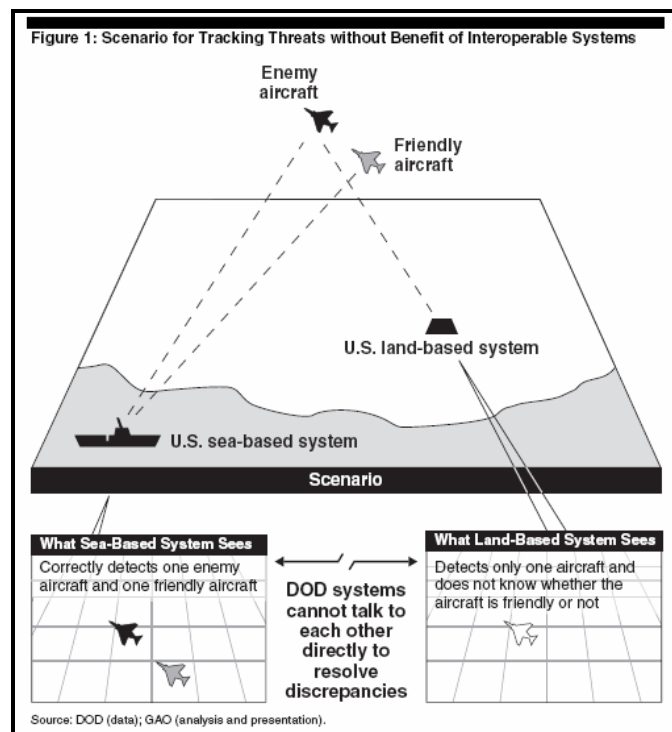 Figure 1: Scenario for Tracking Threats without Benefit of Interoperable Systems
Enemy
aircraft
Friendly
aircraft
U.S. land-based system
U.S. sea-based system
Scenario
What Sea-Based System Sees
Correctly detects one enemy
aircraft and one friendly aircraft
DOD systems
cannot talk to
each other
directly to
resolve
discrepancies
What Land-Based System Sees
Detects only one aircraft and
does not know whether the
aircraft is friendly or not
Source: DOD (data); GAO (analysis and presentation).